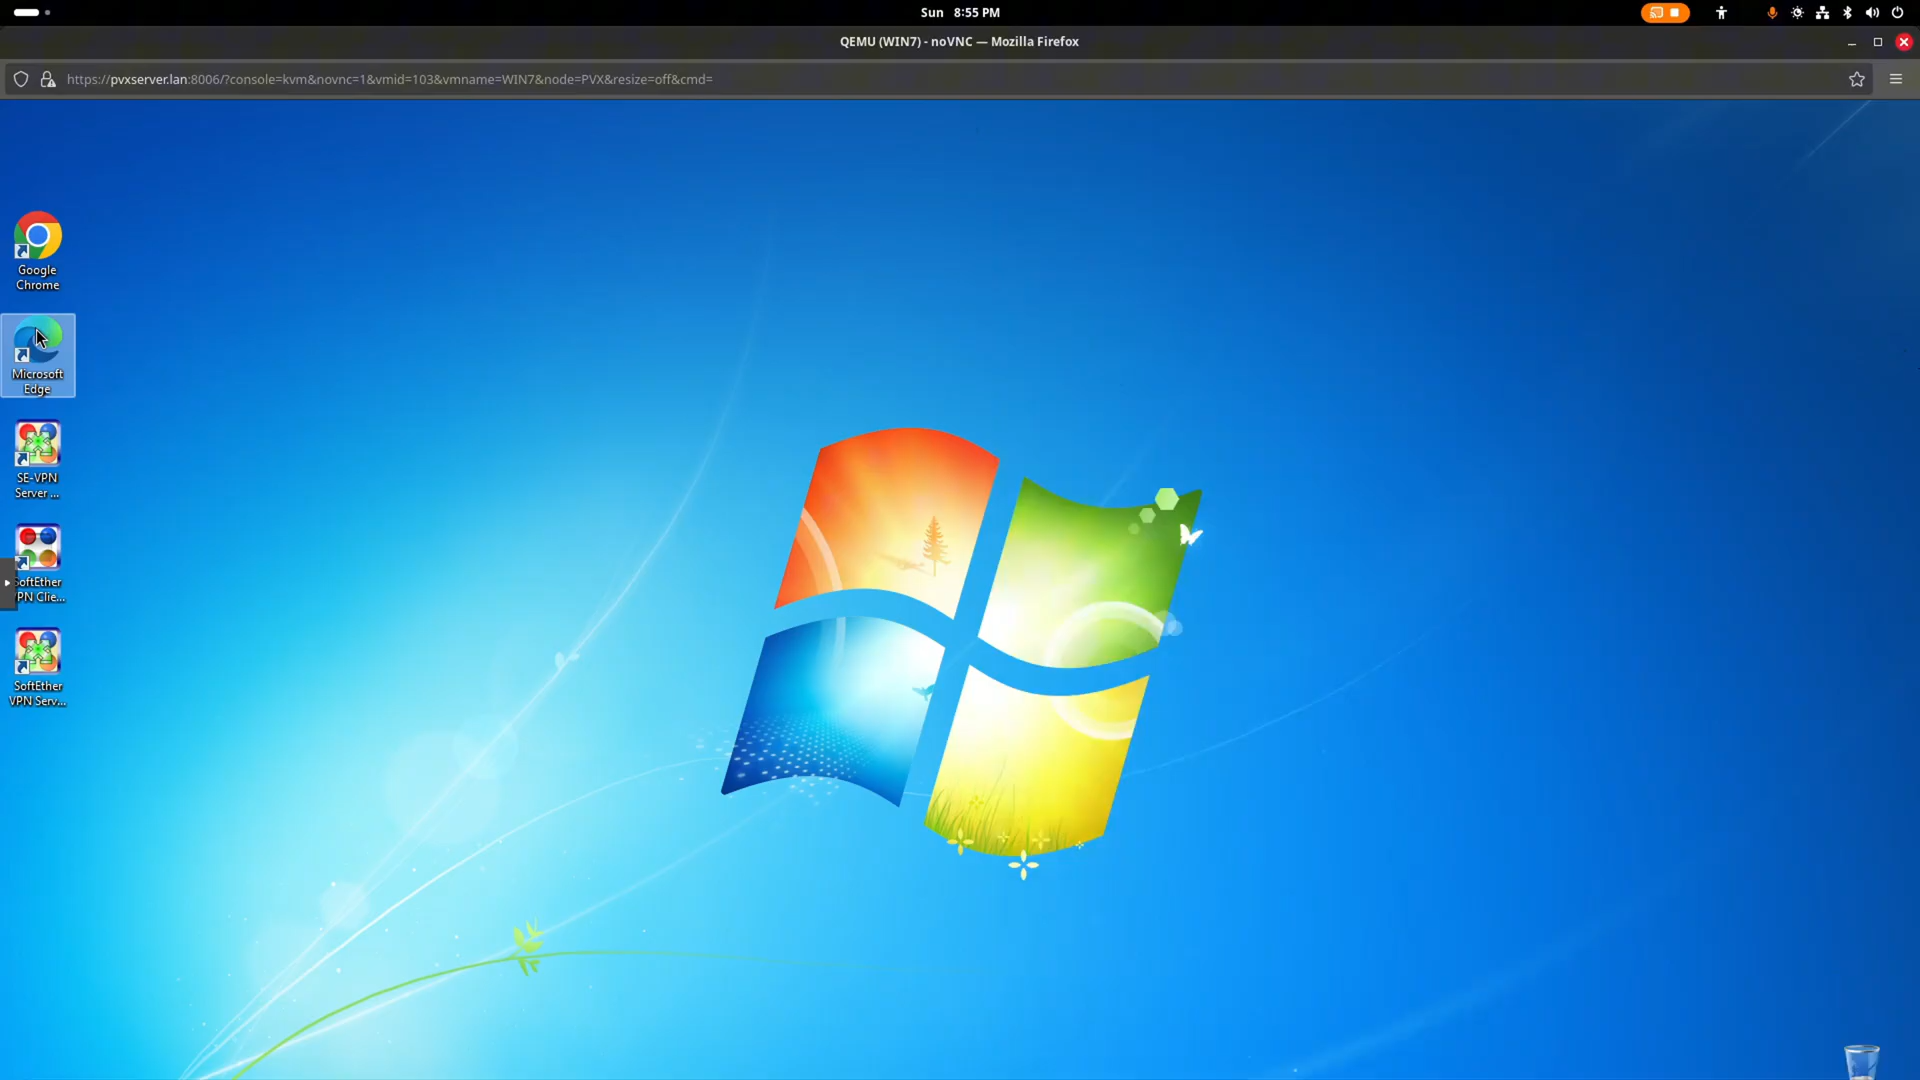 Sun 8:55 PM
QEMU (WIN7) - noVNC — Mozilla Firefox
https://pvxserver.lan:8006/?console=kvm&novnc=1&vmid=103&vmname=WIN7&node=PVX&resize=off&cmd=
Google
Chrome
Microsoft
Edge
SE-VPN
Server ...
SoftEther
VPN Clie...
SoftEther
VPN Serv...